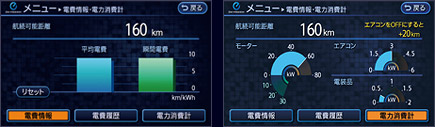 メニュー ▸ 電費情報・電力消費計
戻る
航続可能距離 160 km
平均電費 瞬間電費
10
5
0
km/kWh
リセット
電費情報 電費履歴 電力消費計
メニュー ▸ 電費情報・電力消費計
戻る
航続可能距離 160 km
エアコンをOFFにすると
+20km
モーター
40
20
60
0
80
kW
エアコン
3
1.5
4.5
0
6
kW
電装品
1
0.5
1.5
0
2
kW
電費情報 電費履歴 電力消費計